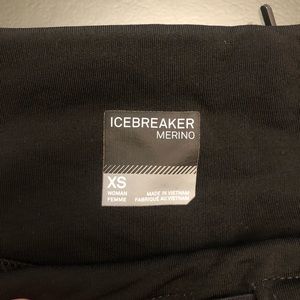 ICEBREAKER
MERINO
XS
WOMAN
FEMME
MADE IN VIETNAM
FABRIQUÉ AU VIETNAM